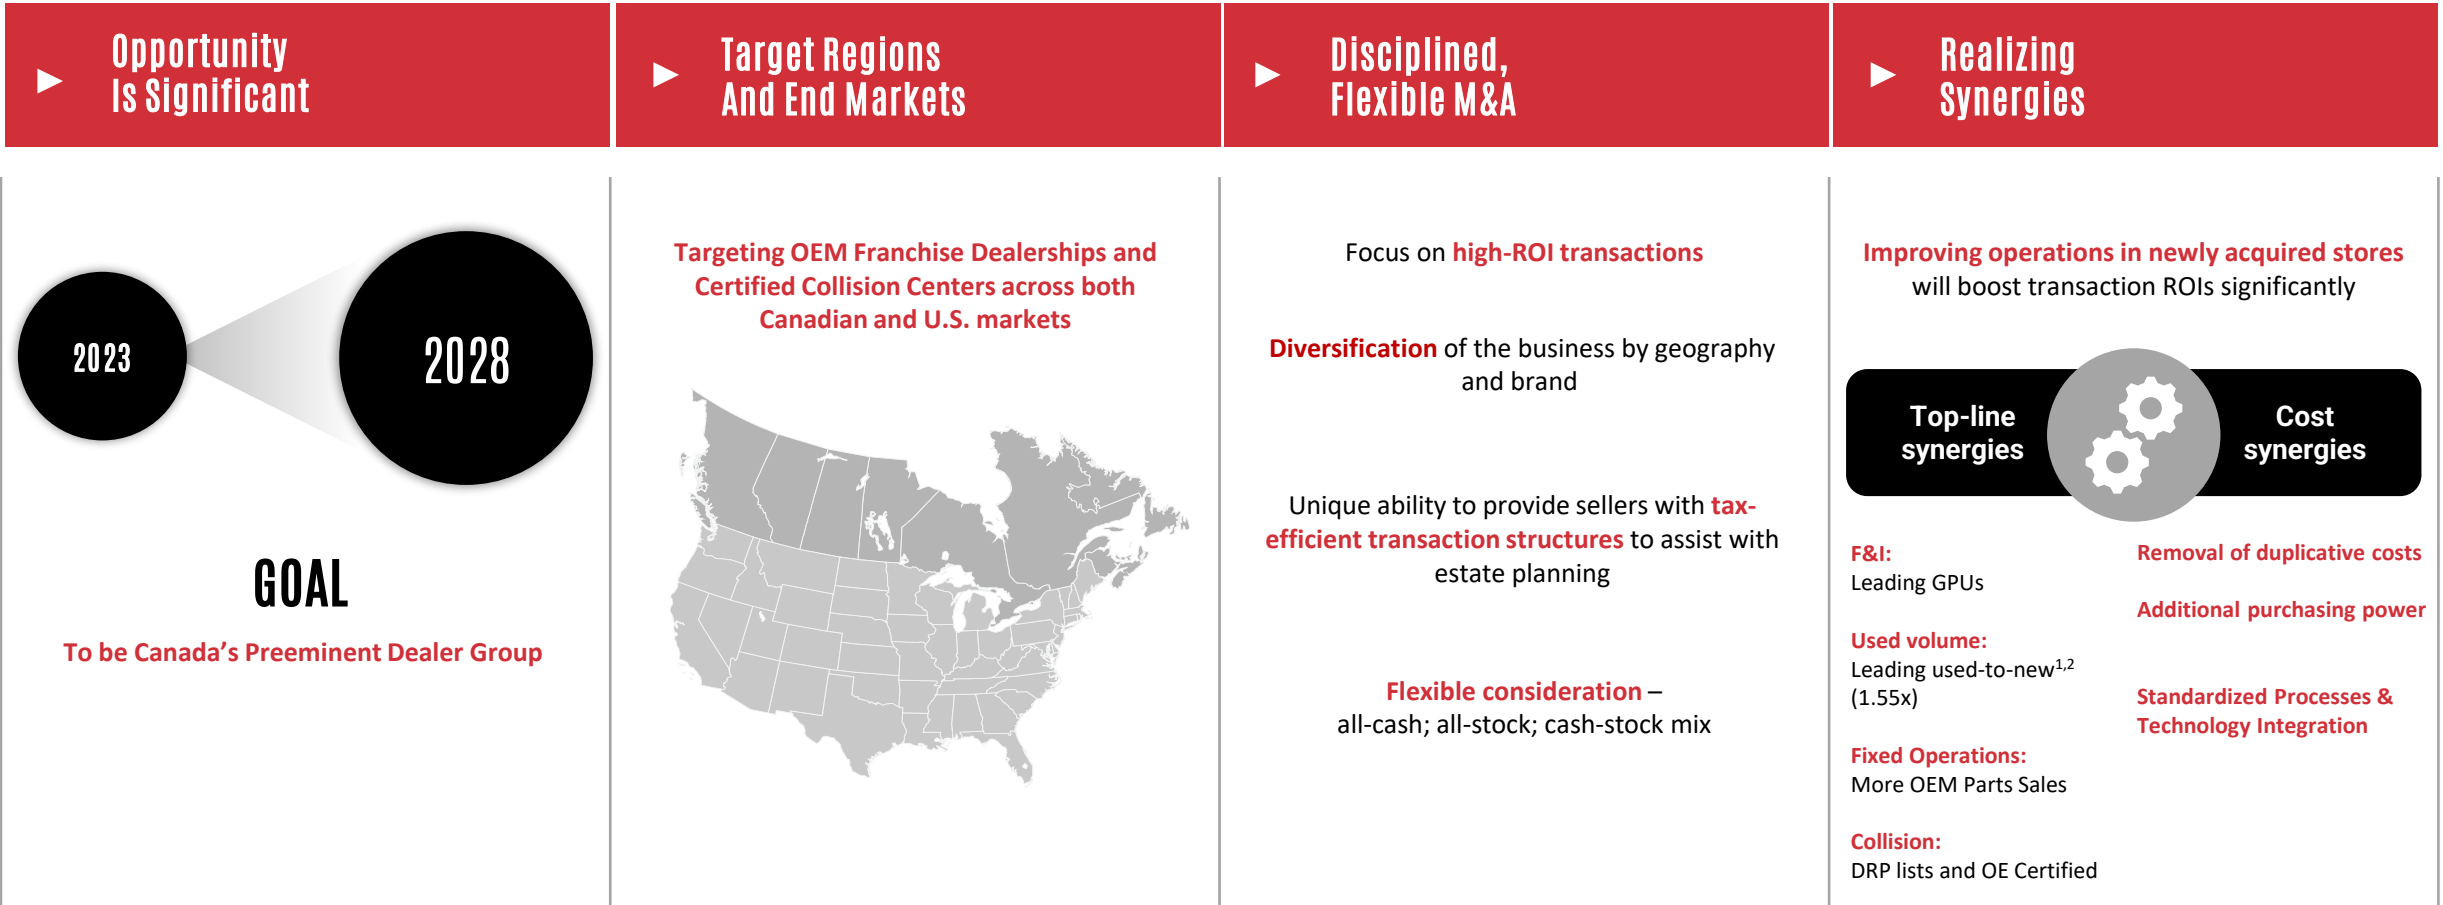 Opportunity
Is Significant
Target Regions
And End Markets
Disciplined,
Flexible M&A
Realizing
Synergies
2023
2028
GOAL
To be Canada's Preeminent Dealer Group
Targeting OEM Franchise Dealerships and
Certified Collision Centers across both
Canadian and U.S. markets
Focus on high-ROI transactions
Diversification of the business by geography
and brand
Unique ability to provide sellers with tax-
efficient transaction structures to assist with
estate planning
Flexible consideration –
all-cash; all-stock; cash-stock mix
Improving operations in newly acquired stores
will boost transaction ROIs significantly
Top-line
synergies
Cost
synergies
F&I:
Leading GPUs
Used volume:
Leading used-to-new1,2
(1.55x)
Fixed Operations:
More OEM Parts Sales
Collision:
DRP lists and OE Certified
Removal of duplicative costs
Additional purchasing power
Standardized Processes &
Technology Integration